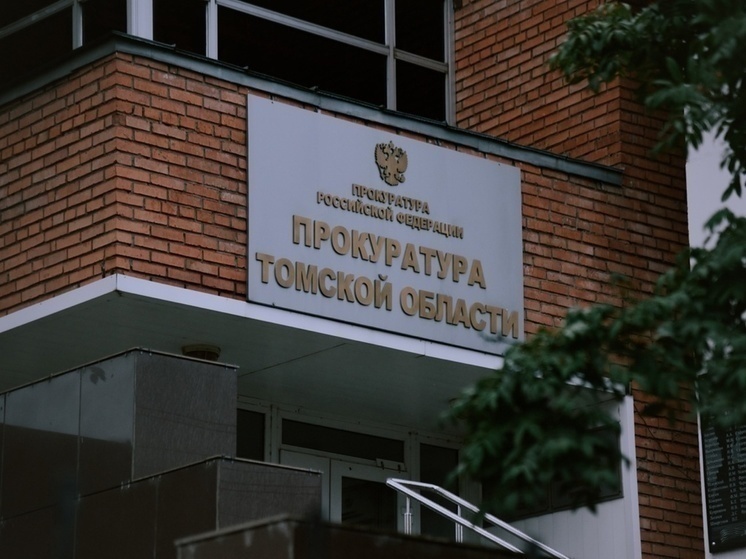 ПРОКУРАТУРА
РОССИЙСКОЙ ФЕДЕРАЦИИ
ПРОКУРАТУРА
ТОМСКОЙ ОБЛАСТИ